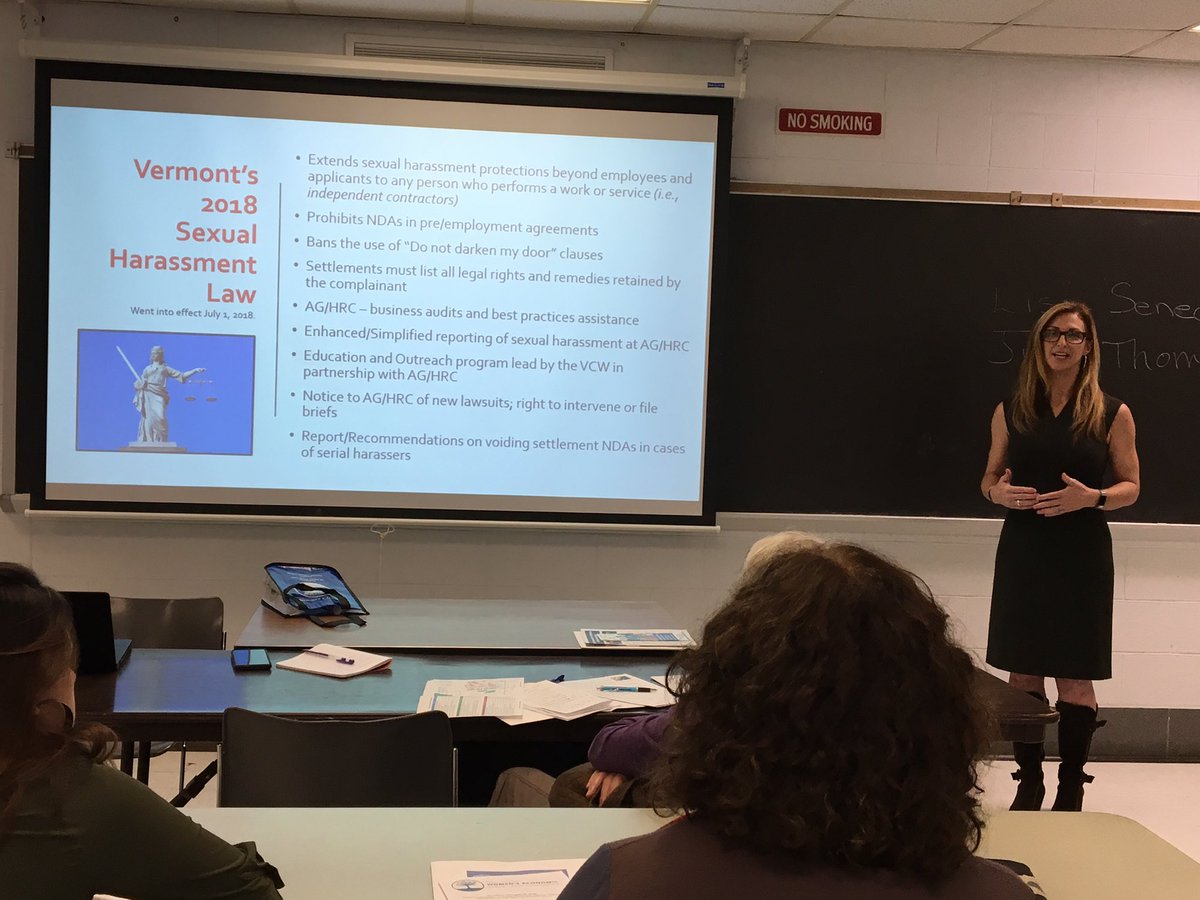 NO SMOKING
Vermont's
2018
Sexual
Harassment
Law
Went into effect July 1, 2018.
• Extends sexual harassment protections beyond employees and
applicants to any person who performs a work or service (i.e.,
independent contractors)
• Prohibits NDAs in pre/employment agreements
• Bans the use of "Do not darken my door" clauses
• Settlements must list all legal rights and remedies retained by
the complainant
• AG/HRC – business audits and best practices assistance
• Enhanced/Simplified reporting of sexual harassment at AG/HRC
• Education and Outreach program lead by the VCW in
partnership with AG/HRC
• Notice to AG/HRC of new lawsuits; right to intervene or file
briefs
• Report/Recommendations on voiding settlement NDAs in cases
of serial harassers
Lisa Senec
Thom
WOMEN'S ECONOMIC